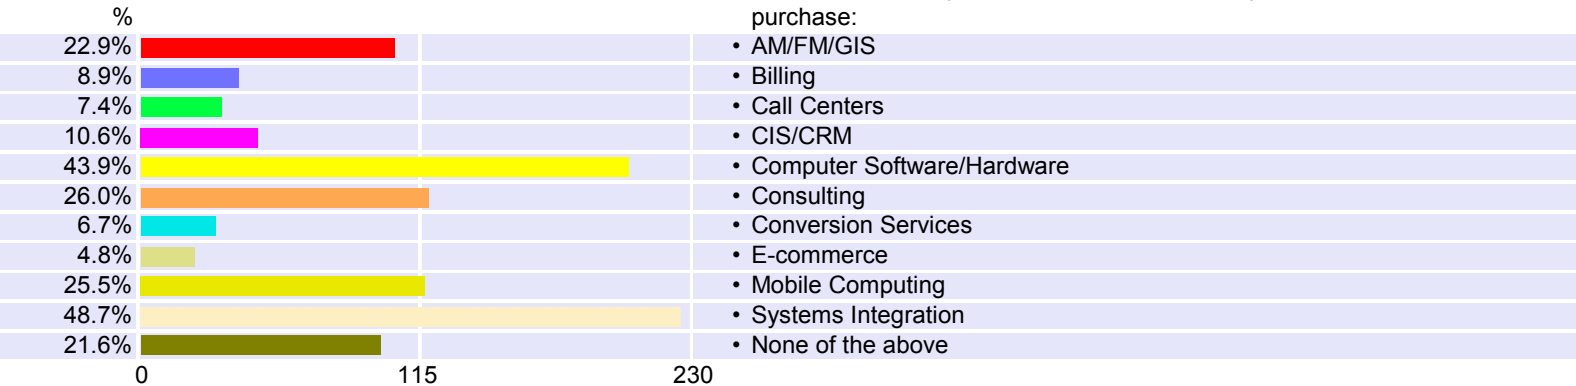 % purchase:
22.9% • AM/FM/GIS
8.9% • Billing
7.4% • Call Centers
10.6% • CIS/CRM
43.9% • Computer Software/Hardware
26.0% • Consulting
6.7% • Conversion Services
4.8% • E-commerce
25.5% • Mobile Computing
48.7% • Systems Integration
21.6% • None of the above
0 115 230